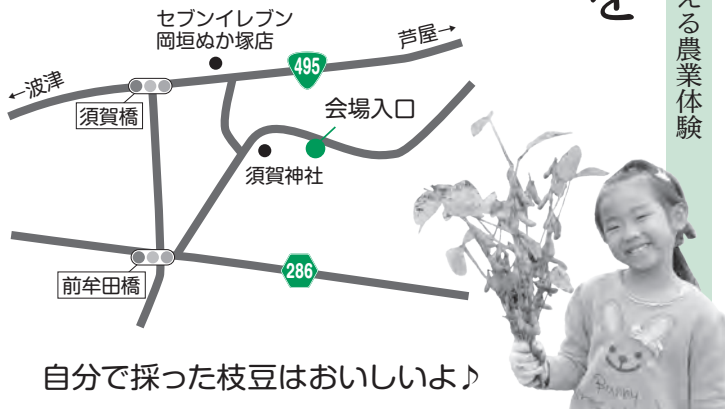 を
える農業体験
セブンイレブン
岡垣ぬか塚店
芦屋→
495
←波津
須賀橋
会場入口
須賀神社
前牟田橋
286
自分で採った枝豆はおいしいよ♪
Bunny